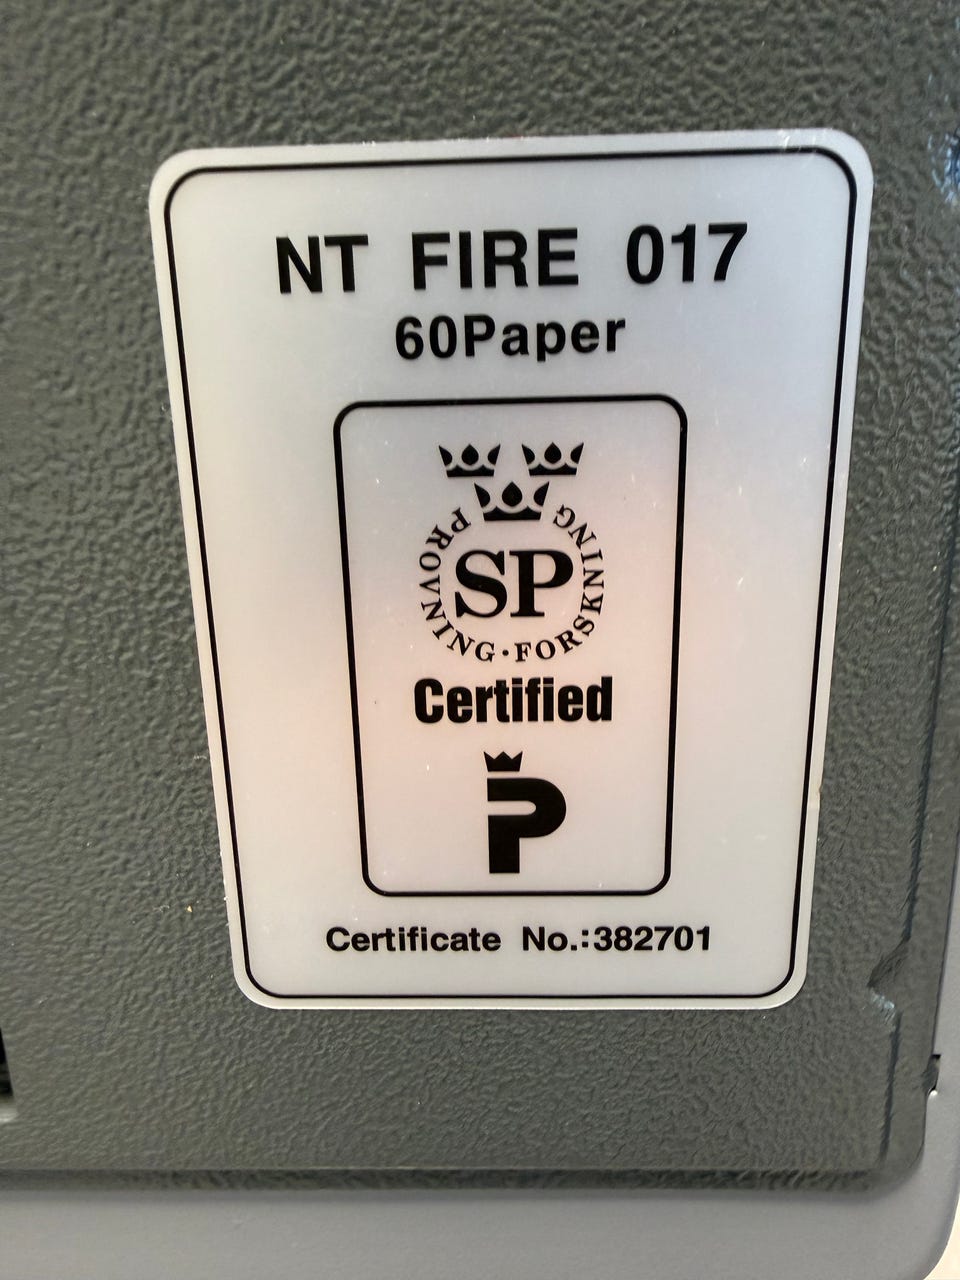 NT FIRE 017
60Paper
PROVNING · FORSKNING
SP
Certified
P
Certificate No.:382701